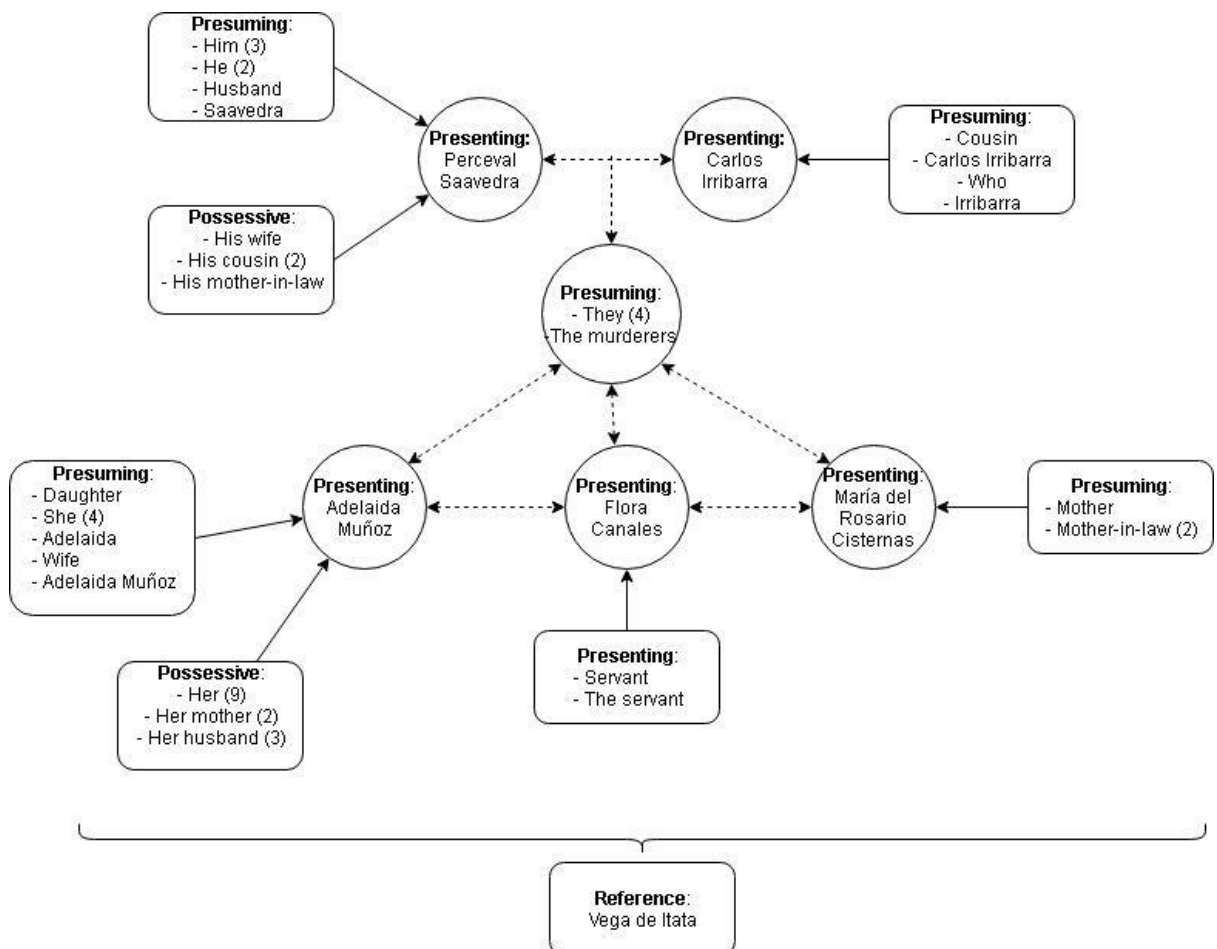 Presuming:
- Him (3)
- He (2)
- Husband
- Saavedra
Presenting:
Perceval
Saavedra
Presenting:
Carlos
Irribarra
Presuming:
- Cousin
- Carlos Irribarra
- Who
- Irribarra
Possessive:
- His wife
- His cousin (2)
- His mother-in-law
Presuming:
- They (4)
-The murderers
Presuming:
- Daughter
- She (4)
- Adelaida
- Wife
- Adelaida Muñoz
Presenting:
Adelaida
Muñoz
Presenting:
Flora
Canales
Presenting:
María del
Rosario
Cisternas
Presuming:
- Mother
- Mother-in-law (2)
Possessive:
- Her (9)
- Her mother (2)
- Her husband (3)
Presenting:
- Servant
- The servant
Reference:
Vega de Itata